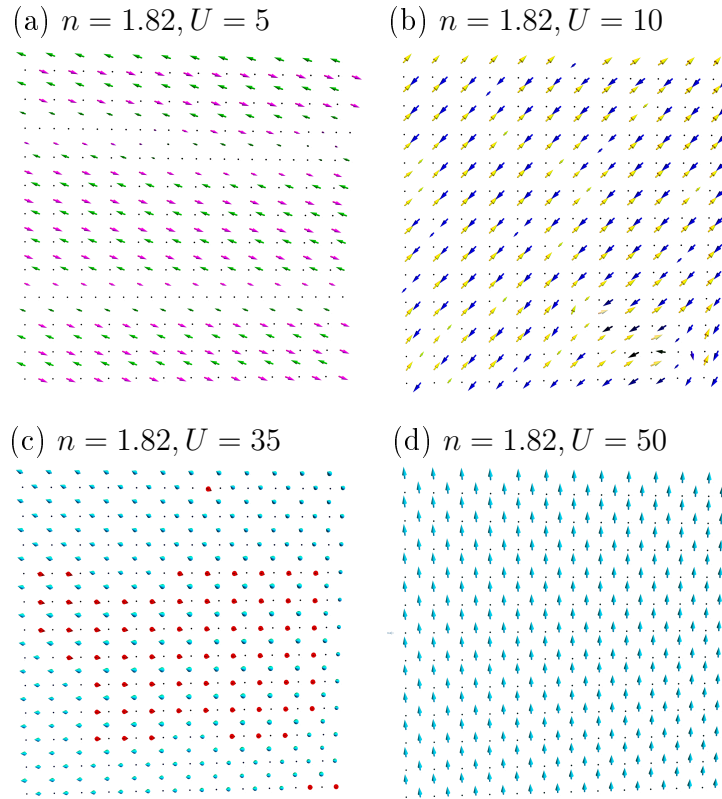 (a) n = 1.82, U = 5
(b) n = 1.82, U = 10
(c) n = 1.82, U = 35
(d) n = 1.82, U = 50